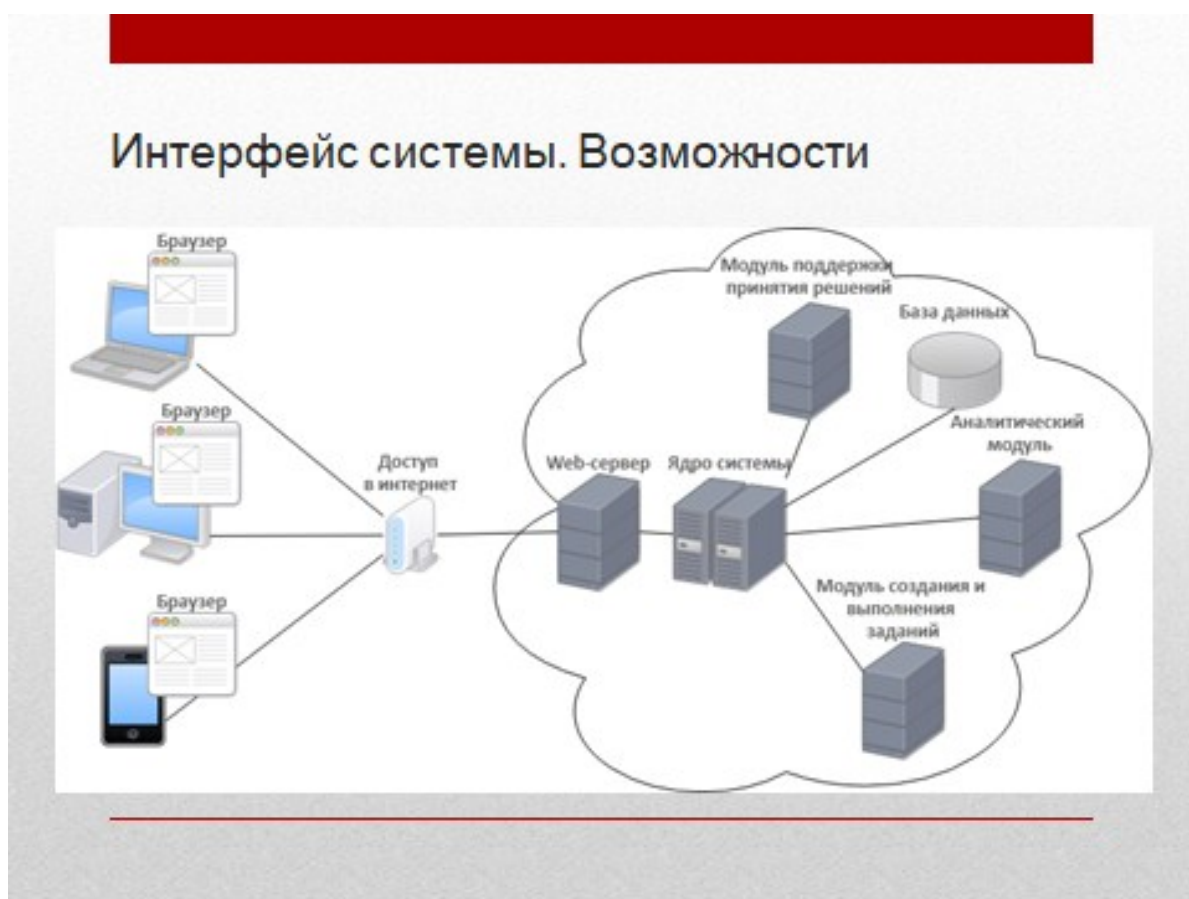 Интерфейс системы. Возможности
Браузер
Браузер
Браузер
Доступ
в интернет
Web-сервер
Ядро системы
Модуль поддержки
принятия решений
База данных
Аналитический
модуль
Модуль создания и
выполнения
заданий